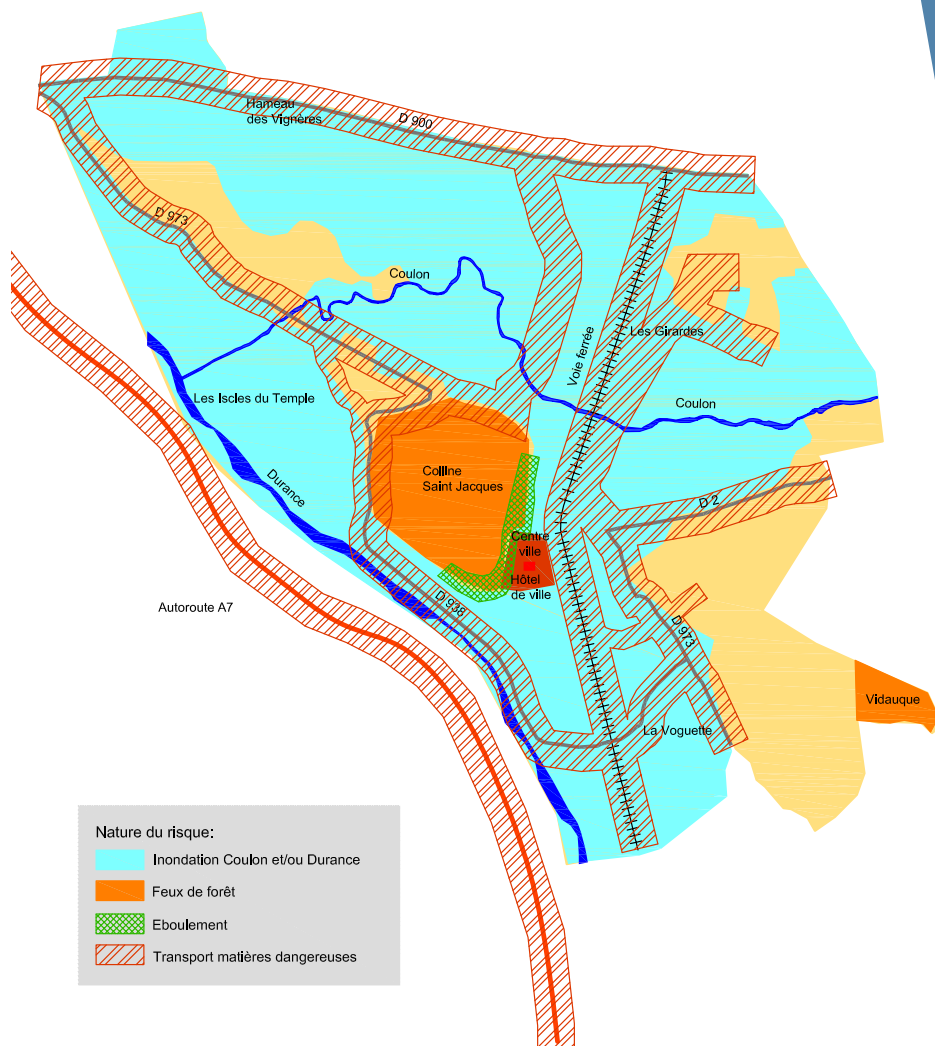 Hameau
des Vignères
D 900
D 973
Coulon
Voie ferrée
Les Girardes
Les Iscles du Temple
Coulon
Durance
Colline
Saint Jacques
D 2
Centre
ville
Hôtel
de ville
D 938
Autoroute A7
D 973
Vidauque
La Voguette
Nature du risque:
Inondation Coulon et/ou Durance
Feux de forêt
Eboulement
Transport matières dangereuses